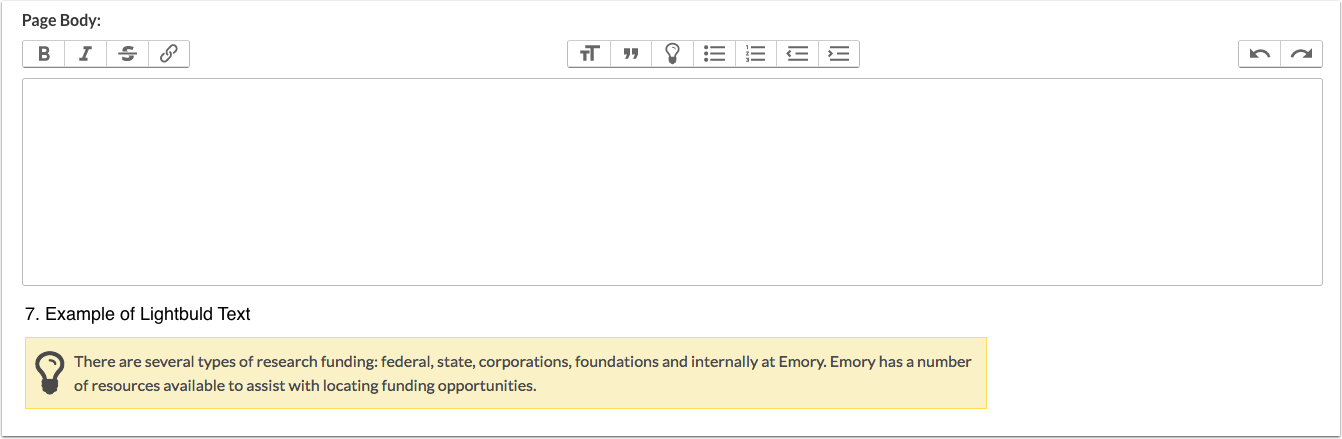 Page Body:
B I S
TT
7. Example of Lightbuld Text
There are several types of research funding: federal, state, corporations, foundations and internally at Emory. Emory has a number
of resources available to assist with locating funding opportunities.